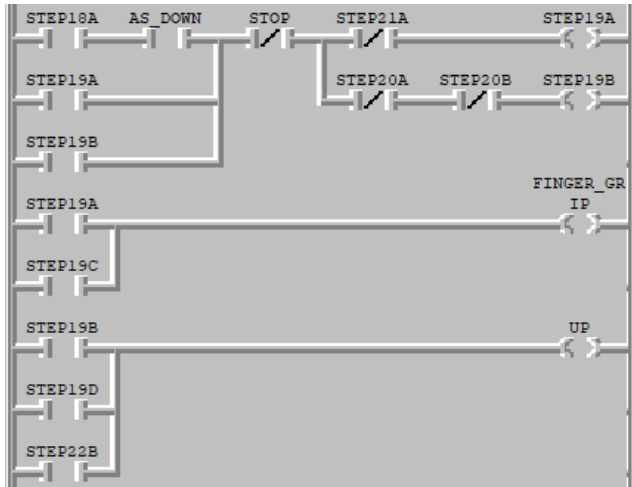 STEP18A AS_DOWN STOP STEP21A STEP19A
STEP19A STEP20A STEP20B STEP19B
STEP19B
FINGER_GR
STEP19A IP
STEP19C
STEP19B UP
STEP19D
STEP22B